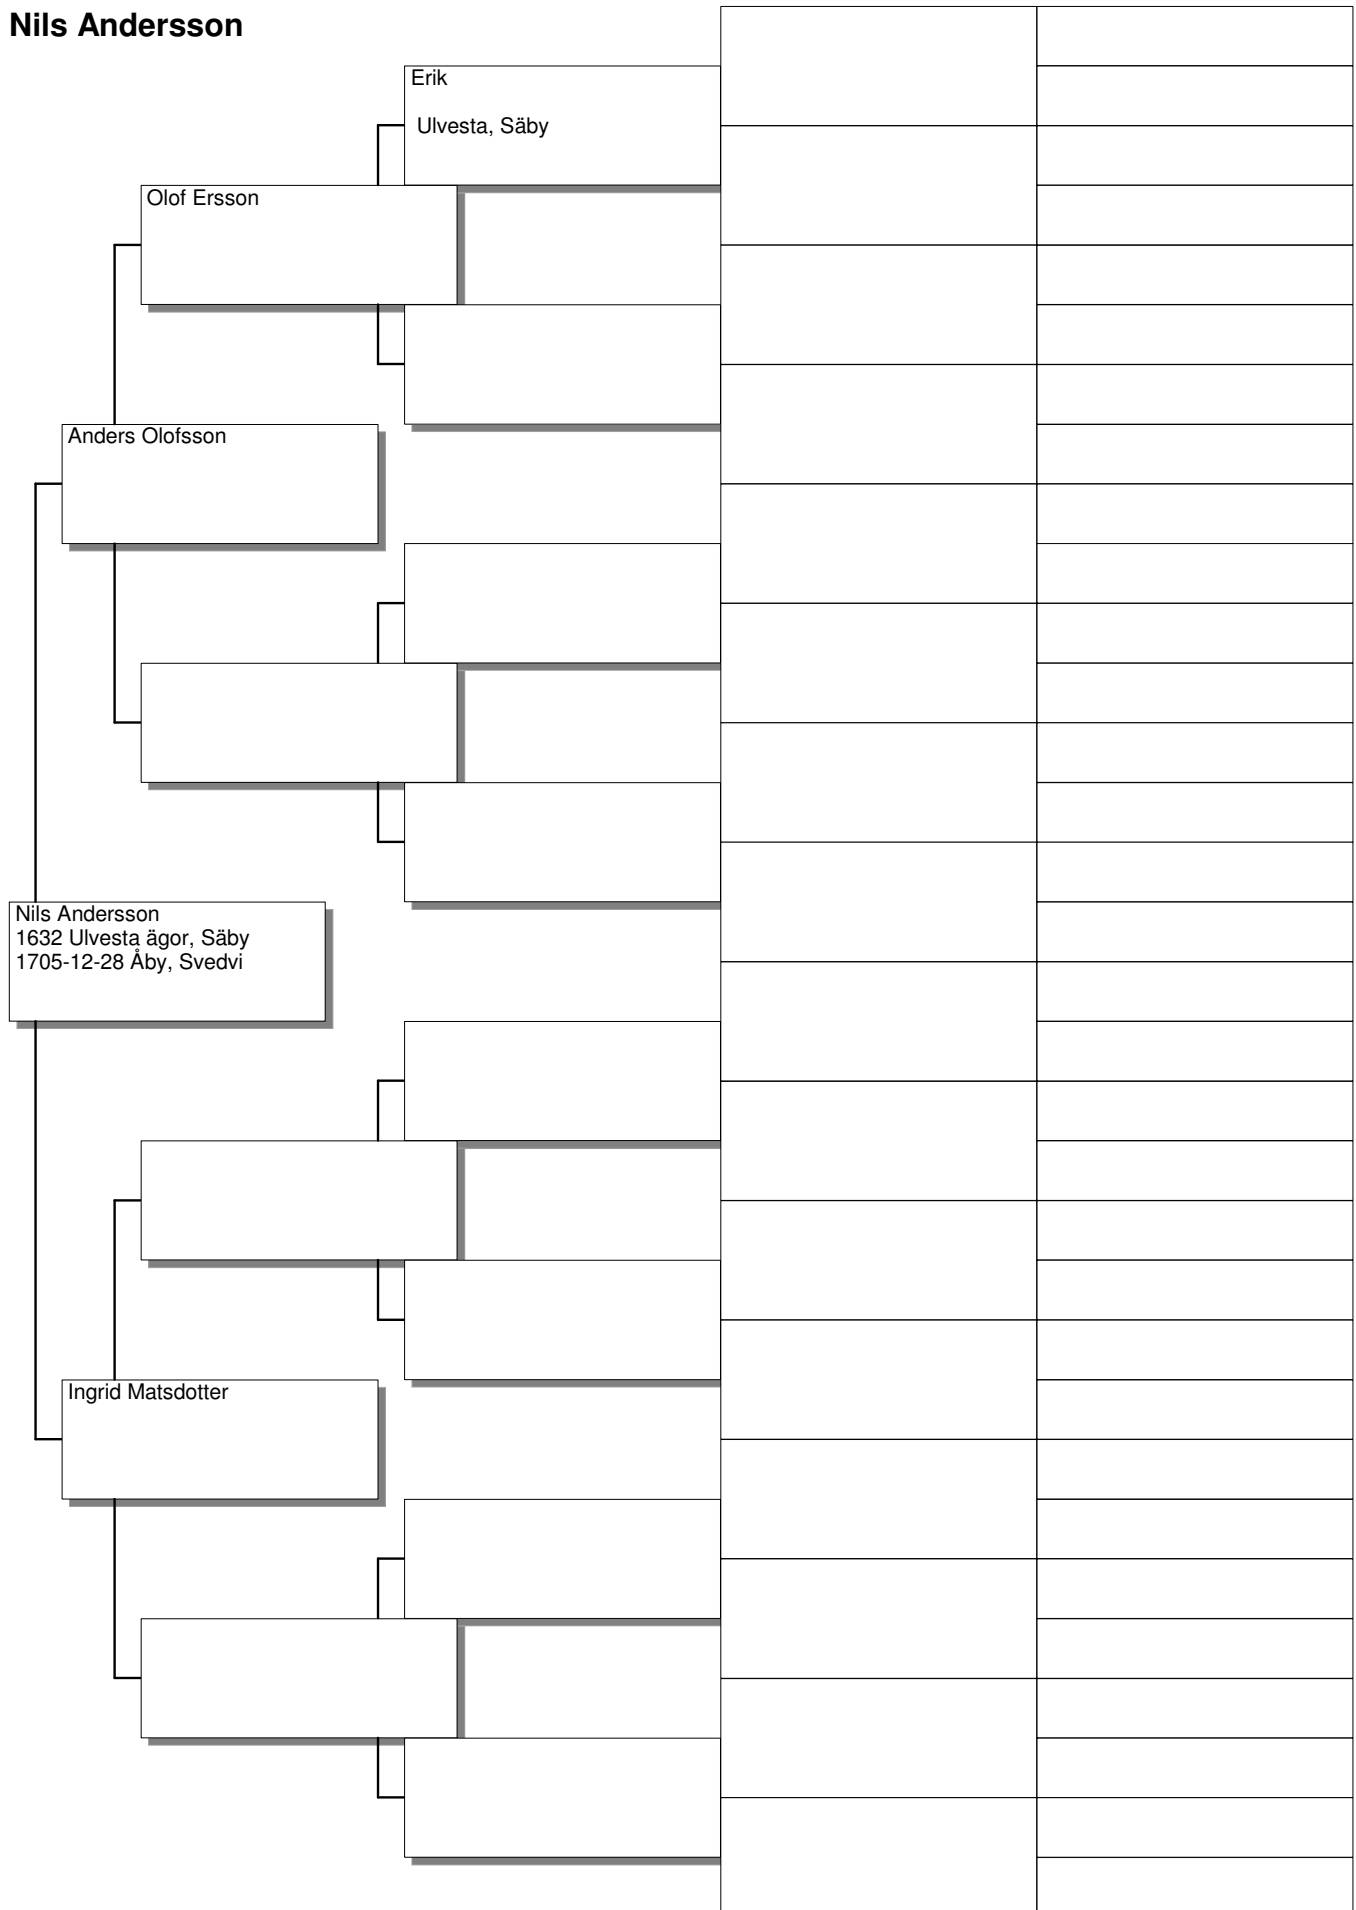 Nils Andersson
Erik
Ulvesta, Säby
Olof Ersson
Anders Olofsson
Nils Andersson
1632 Ulvesta ägor, Säby
1705-12-28 Åby, Svedvi
Ingrid Matsdotter